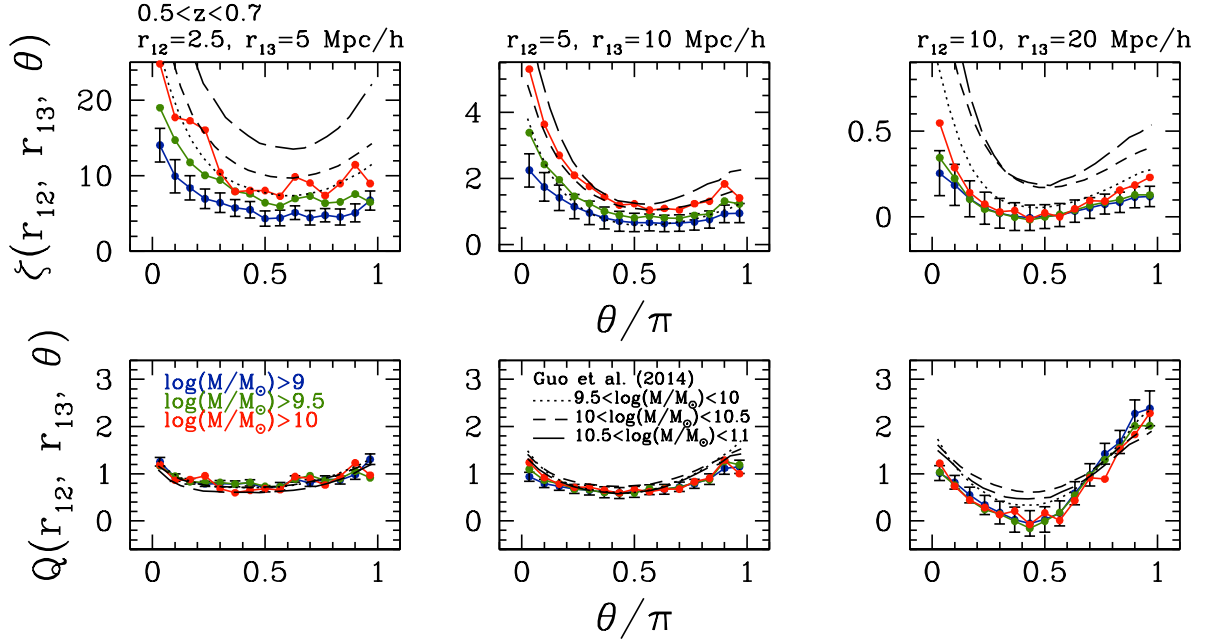 0.5<z<0.7
r₁₂=2.5, r₁₃=5 Mpc/h
r₁₂=5, r₁₃=10 Mpc/h
r₁₂=10, r₁₃=20 Mpc/h
ζ(r₁₂, r₁₃, θ)
20
10
0
0 0.5 1
4
2
0
0 0.5 1
0.5
0
0 0.5 1
θ/π
Q(r₁₂, r₁₃, θ)
3
2
1
0
log(M/M⊙)>9
log(M/M⊙)>9.5
log(M/M⊙)>10
0 0.5 1
3
2
1
0
Guo et al. (2014)
9.5<log(M/M⊙)<10
10<log(M/M⊙)<10.5
10.5<log(M/M⊙)<11
0 0.5 1
3
2
1
0
0 0.5 1
θ/π